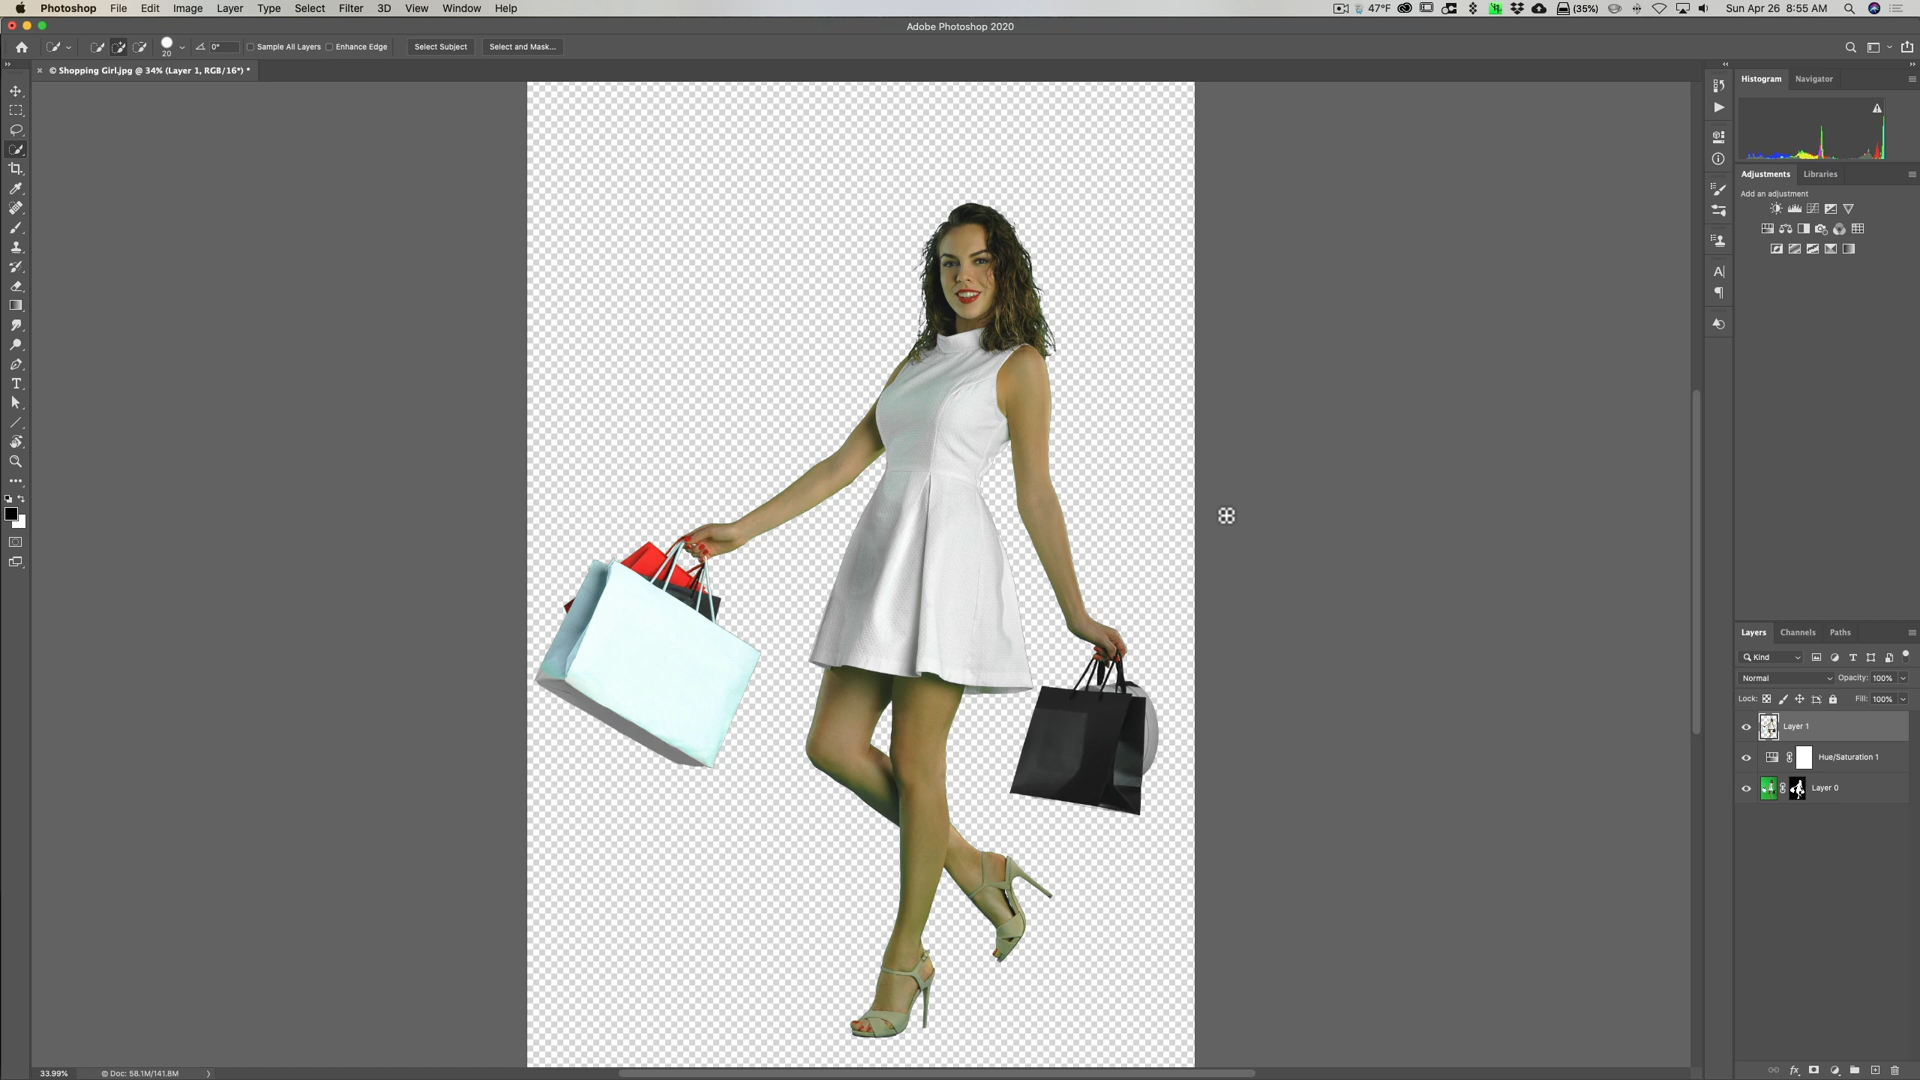 Photoshop File Edit Image Layer Type Select Filter 3D View Window Help 47°F (35%) Sun Apr 26 8:55 AM
Adobe Photoshop 2020
20 0° Sample All Layers Enhance Edge Select Subject Select and Mask...
× © Shopping Girl.jpg @ 34% (Layer 1, RGB/16*) *
Histogram Navigator
Adjustments Libraries
Add an adjustment
Layers Channels Paths
Kind
Normal Opacity: 100%
Lock: Fill: 100%
Layer 1
Hue/Saturation 1
Layer 0
33.99% Doc: 58.1M/141.8M